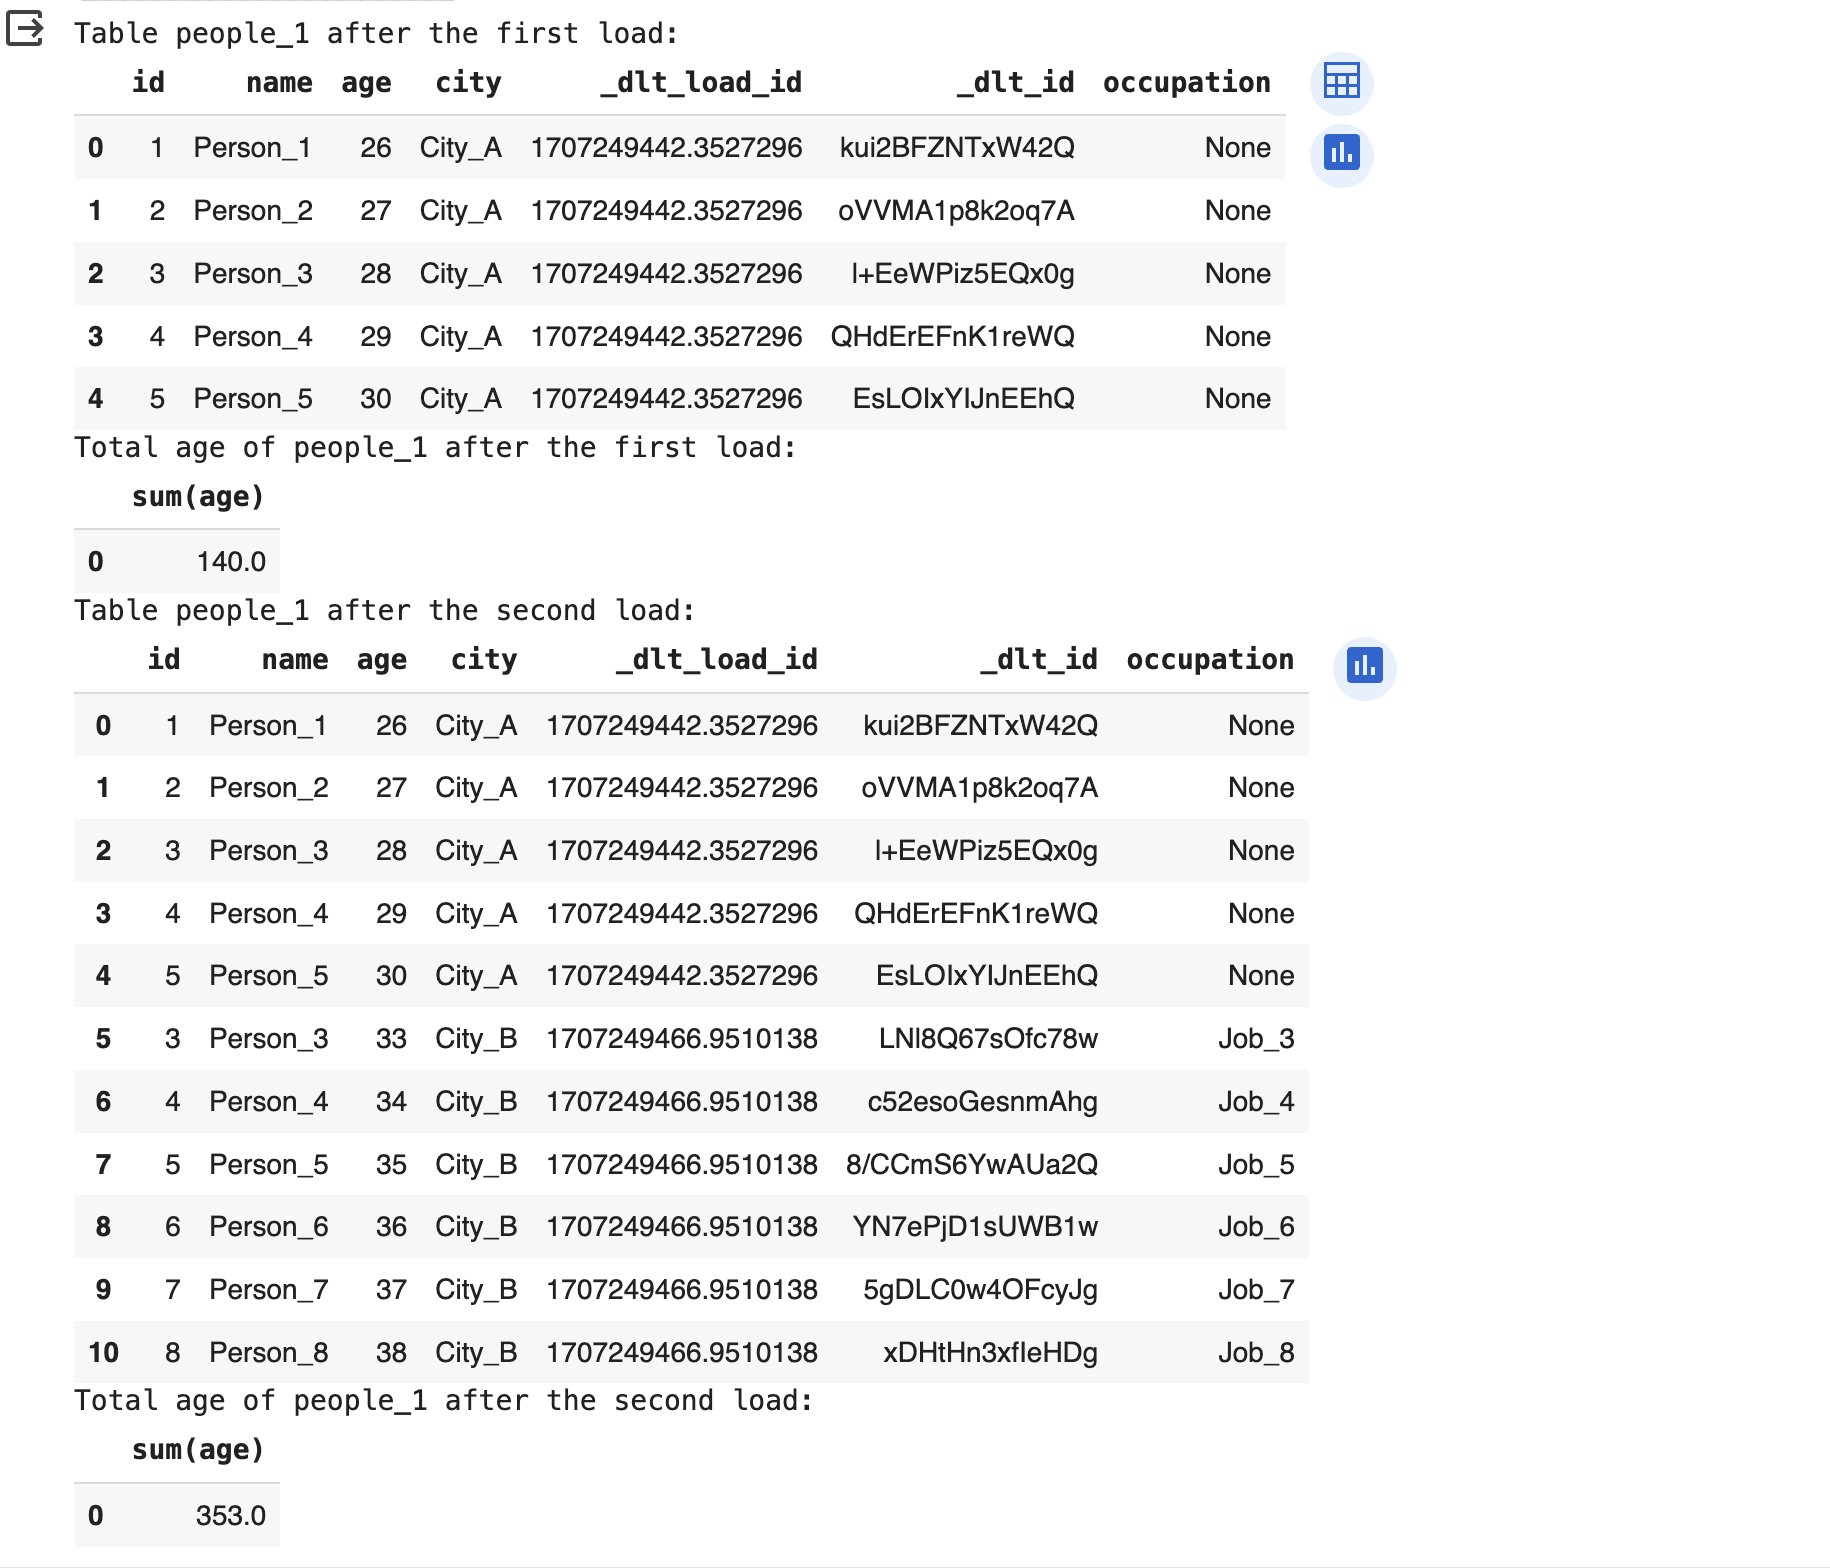 Table people_1 after the first load:
id name age city _dlt_load_id _dlt_id occupation
0 1 Person_1 26 City_A 1707249442.3527296 kui2BFZNTxW42Q None
1 2 Person_2 27 City_A 1707249442.3527296 oVVMA1p8k2oq7A None
2 3 Person_3 28 City_A 1707249442.3527296 l+EeWPiz5EQx0g None
3 4 Person_4 29 City_A 1707249442.3527296 QHdErEFnK1reWQ None
4 5 Person_5 30 City_A 1707249442.3527296 EsLOIxYIJnEEhQ None
Total age of people_1 after the first load:
sum(age)
0 140.0
Table people_1 after the second load:
id name age city _dlt_load_id _dlt_id occupation
0 1 Person_1 26 City_A 1707249442.3527296 kui2BFZNTxW42Q None
1 2 Person_2 27 City_A 1707249442.3527296 oVVMA1p8k2oq7A None
2 3 Person_3 28 City_A 1707249442.3527296 l+EeWPiz5EQx0g None
3 4 Person_4 29 City_A 1707249442.3527296 QHdErEFnK1reWQ None
4 5 Person_5 30 City_A 1707249442.3527296 EsLOIxYIJnEEhQ None
5 3 Person_3 33 City_B 1707249466.9510138 LNl8Q67sOfc78w Job_3
6 4 Person_4 34 City_B 1707249466.9510138 c52esoGesnmAhg Job_4
7 5 Person_5 35 City_B 1707249466.9510138 8/CCmS6YwAUa2Q Job_5
8 6 Person_6 36 City_B 1707249466.9510138 YN7ePjD1sUWB1w Job_6
9 7 Person_7 37 City_B 1707249466.9510138 5gDLC0w4OFcyJg Job_7
10 8 Person_8 38 City_B 1707249466.9510138 xDHtHn3xfIeHDg Job_8
Total age of people_1 after the second load:
sum(age)
0 353.0